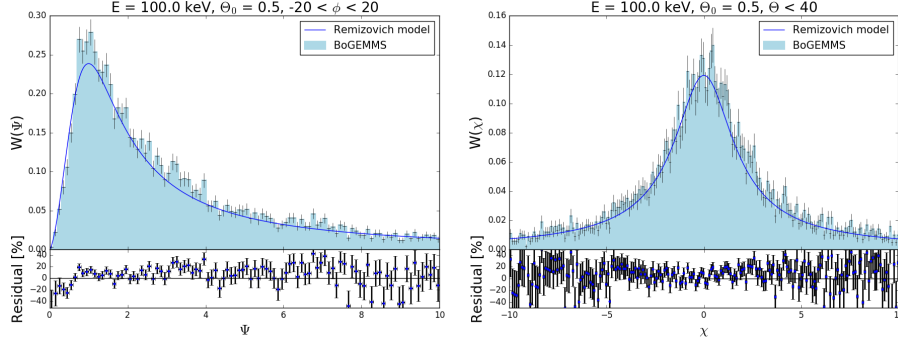 E = 100.0 keV, Θ₀ = 0.5, -20 < ϕ < 20
Remizovich model
BoGEMMS
W(Ψ)
0.30
0.25
0.20
0.15
0.10
0.05
0.00
Residual [%]
40
20
0
−20
−40
0 2 4 6 8 10
Ψ
E = 100.0 keV, Θ₀ = 0.5, Θ < 40
Remizovich model
BoGEMMS
W(χ)
0.16
0.14
0.12
0.10
0.08
0.06
0.04
0.02
0.00
Residual [%]
40
20
0
−20
−40
−10 −5 0 5 10
χ